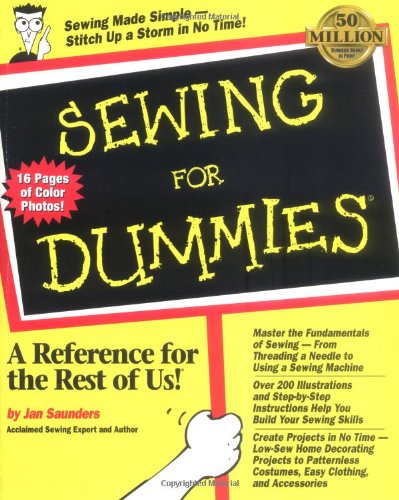 Sewing Made Simple —
Stitch Up a Storm in No Time!
50
MILLION
Dummies Books
in Print
SEWING
FOR
DUMMIES®
16 Pages
of Color
Photos!
A Reference for
the Rest of Us!®
by Jan Saunders
Acclaimed Sewing Expert and Author
Master the Fundamentals
of Sewing — From
Threading a Needle to
Using a Sewing Machine
Over 200 Illustrations
and Step-by-Step
Instructions Help You
Build Your Sewing Skills
Create Projects in No Time —
Low-Sew Home Decorating
Projects to Patternless
Costumes, Easy Clothing,
and Accessories
Copyrighted Material
Copyrighted Material